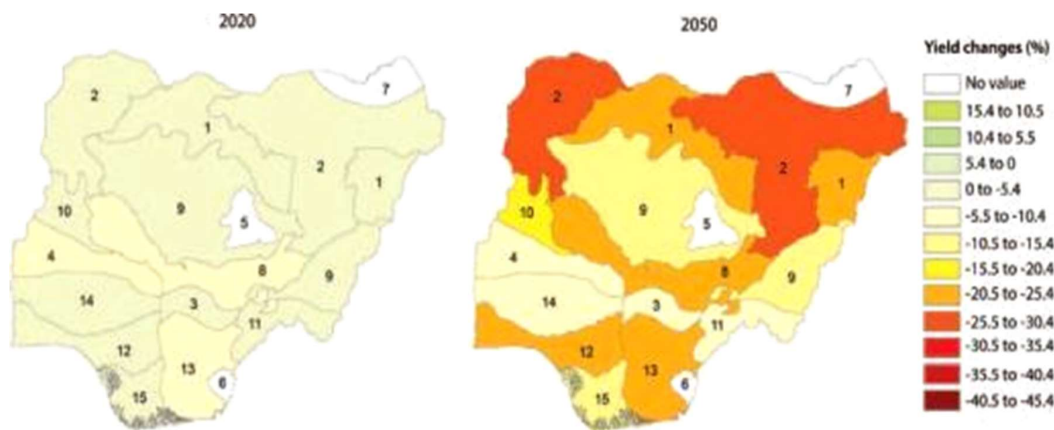 2020
2050
Yield changes (%)
No value
15.4 to 10.5
10.4 to 5.5
5.4 to 0
0 to -5.4
-5.5 to -10.4
-10.5 to -15.4
-15.5 to -20.4
-20.5 to -25.4
-25.5 to -30.4
-30.5 to -35.4
-35.5 to -40.4
-40.5 to -45.4
7
2
1
2
1
9
10
5
4
8
9
14
3
11
12
13
6
15
7
2
1
2
1
9
10
5
4
8
9
14
3
11
12
13
6
15